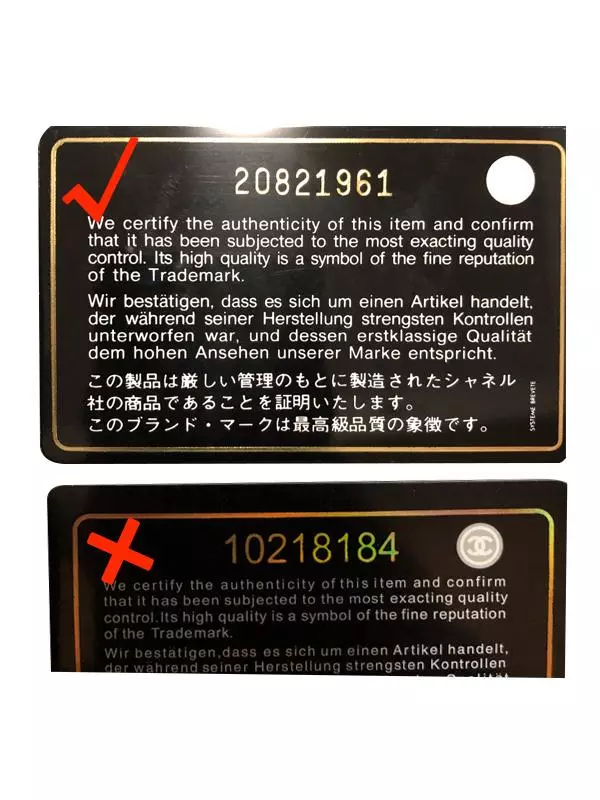 20821961
We certify the authenticity of this item and confirm
that it has been subjected to the most exacting quality
control. Its high quality is a symbol of the fine reputation
of the Trademark.
Wir bestätigen, dass es sich um einen Artikel handelt,
der während seiner Herstellung strengsten Kontrollen
unterworfen war, und dessen erstklassige Qualität
dem hohen Ansehen unserer Marke entspricht.
この製品は厳しい管理のもとに製造されたシャネル
社の商品であることを証明いたします。
このブランド・マークは最高級品質の象徴です。
SYSTEME BREVETE
10218184
We certify the authenticity of this item and confirm
that it has been subjected to the most exacting quality
control.Its high quality is a symbol of the fine reputation
of the Trademark.
Wir bestätigen,dass es sich um einen Artikel handelt,
der während seiner Herstellung strengsten Kontrollen
Qualität